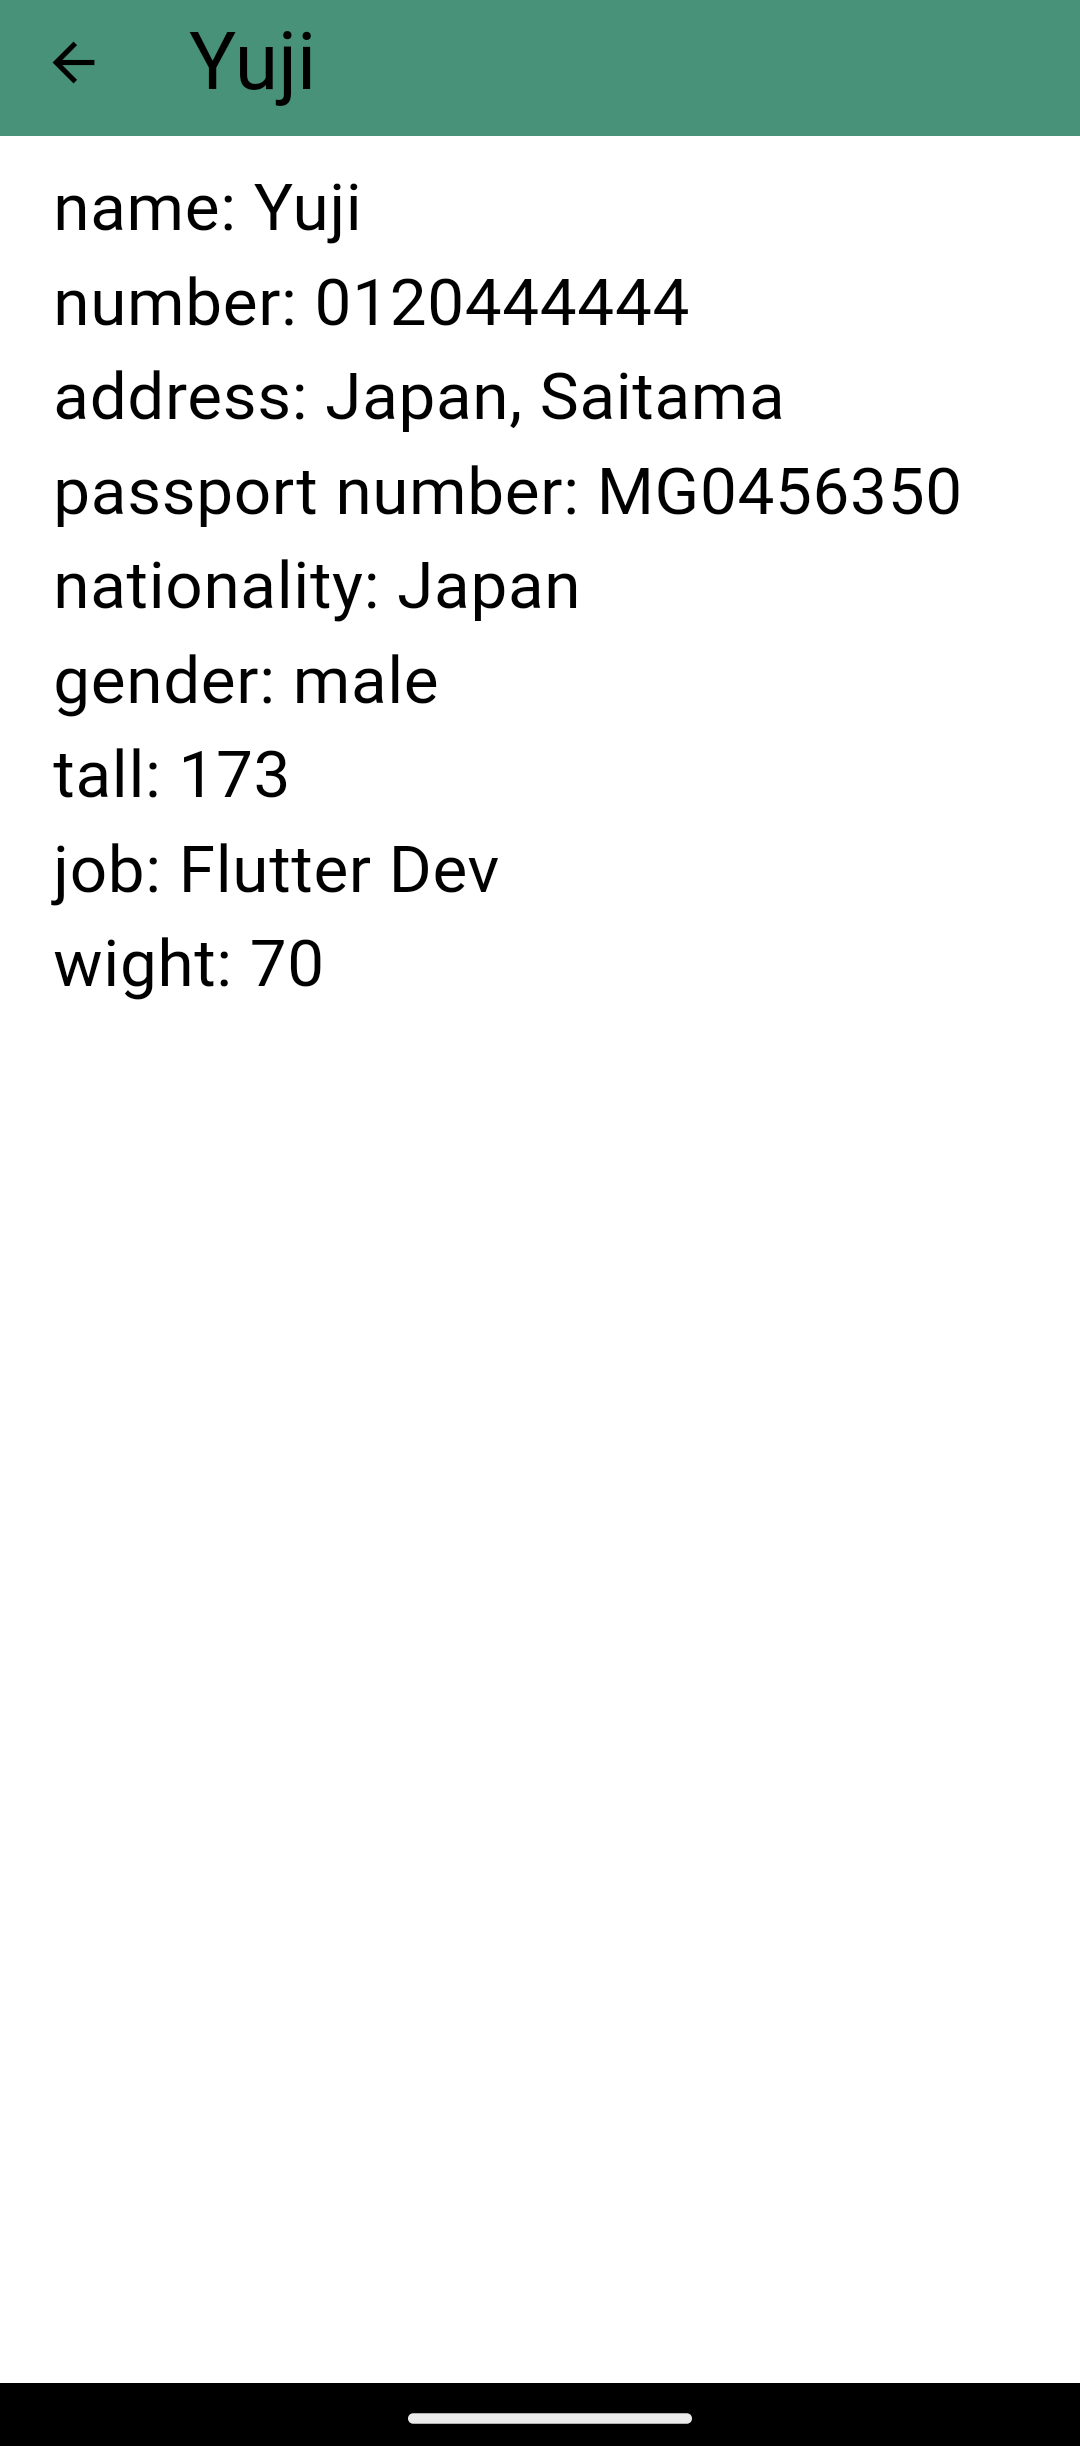 Yuji
name: Yuji
number: 0120444444
address: Japan, Saitama
passport number: MG0456350
nationality: Japan
gender: male
tall: 173
job: Flutter Dev
wight: 70